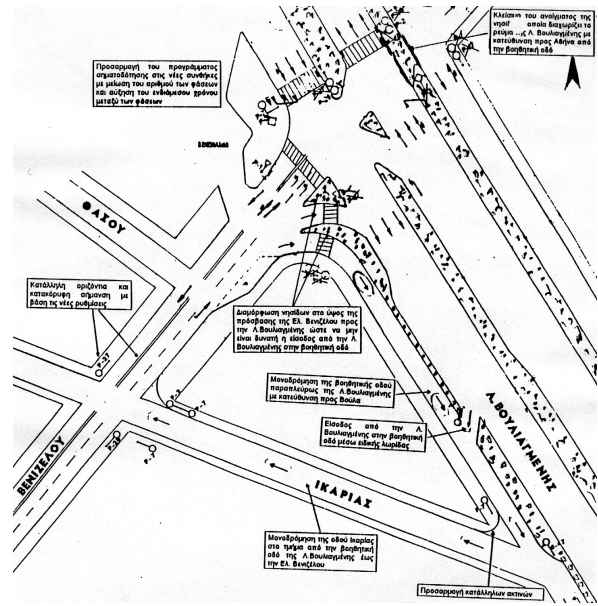 Κλείσιμο του ανοίγματος της
νησίδ οποία διαχωρίζει το
ρεύμα της Λ. Βουλιαγμένης με
κατεύθυνση προς Αθήνα από
την βοηθητική οδό
Προσαρμογή του προγράμματος
σηματοδότησης στις νέες συνθήκες
με μείωση του αριθμού των φάσεων
και αύξηση του ενδιάμεσου χρόνου
μεταξύ των φάσεων
ΘΑΣΟΥ
Κατάλληλη οριζόντια και
κατακόρυφη σήμανση με
βάση τις νέες ρυθμίσεις
Διαμόρφωση νησίδων στο ύψος της
πρόσβασης της Ελ. Βενιζέλου προς
την Λ.Βουλιαγμένης ώστε να μην
είναι δυνατή η είσοδος από την Λ.
Βουλιαγμένης στην βοηθητική οδό
P-27
Μονοδρόμηση της βοηθητικής οδού
παραπλεύρως της Λ.Βουλιαγμένης
με κατεύθυνση προς Βούλα
P-3
P-7
Είσοδος από την Λ.
Βουλιαγμένης στην βοηθητική
οδό μέσω ειδικής λωρίδας
Λ. ΒΟΥΛΙΑΓΜΕΝΗΣ
ΒΕΝΙΖΕΛΟΥ
ΙΚΑΡΙΑΣ
Μονοδρόμηση της οδού Ικαρίας
στο τμήμα από την βοηθητική
οδό της Λ.Βουλιαγμένης έως
την Ελ. Βενιζέλου
Προσαρμογή κατάλληλων ακτινών